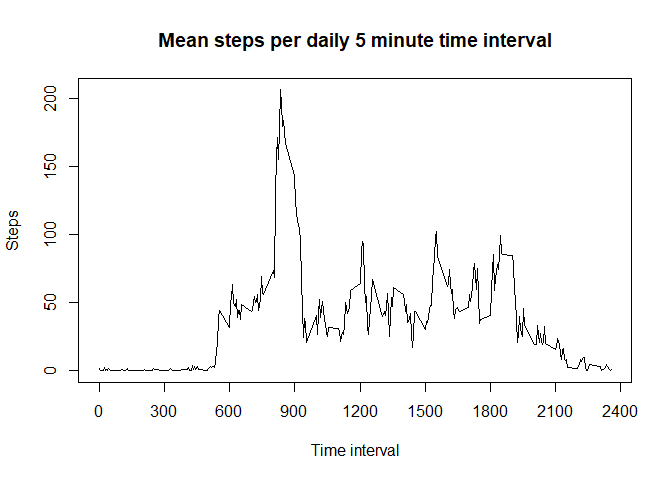 Mean steps per daily 5 minute time interval
Steps
200
150
100
50
0
0 300 600 900 1200 1500 1800 2100 2400
Time interval